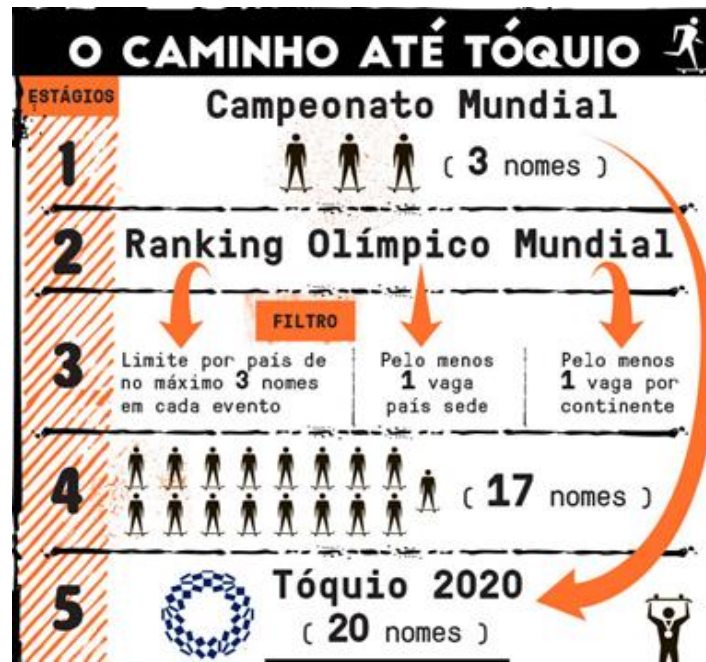 O CAMINHO ATÉ TÓQUIO
ESTÁGIOS
1
Campeonato Mundial
( 3 nomes )
2
Ranking Olímpico Mundial
FILTRO
3
Limite por país de
no máximo 3 nomes
em cada evento
Pelo menos
1 vaga
país sede
Pelo menos
1 vaga por
continente
4
( 17 nomes )
5
Tóquio 2020
( 20 nomes )